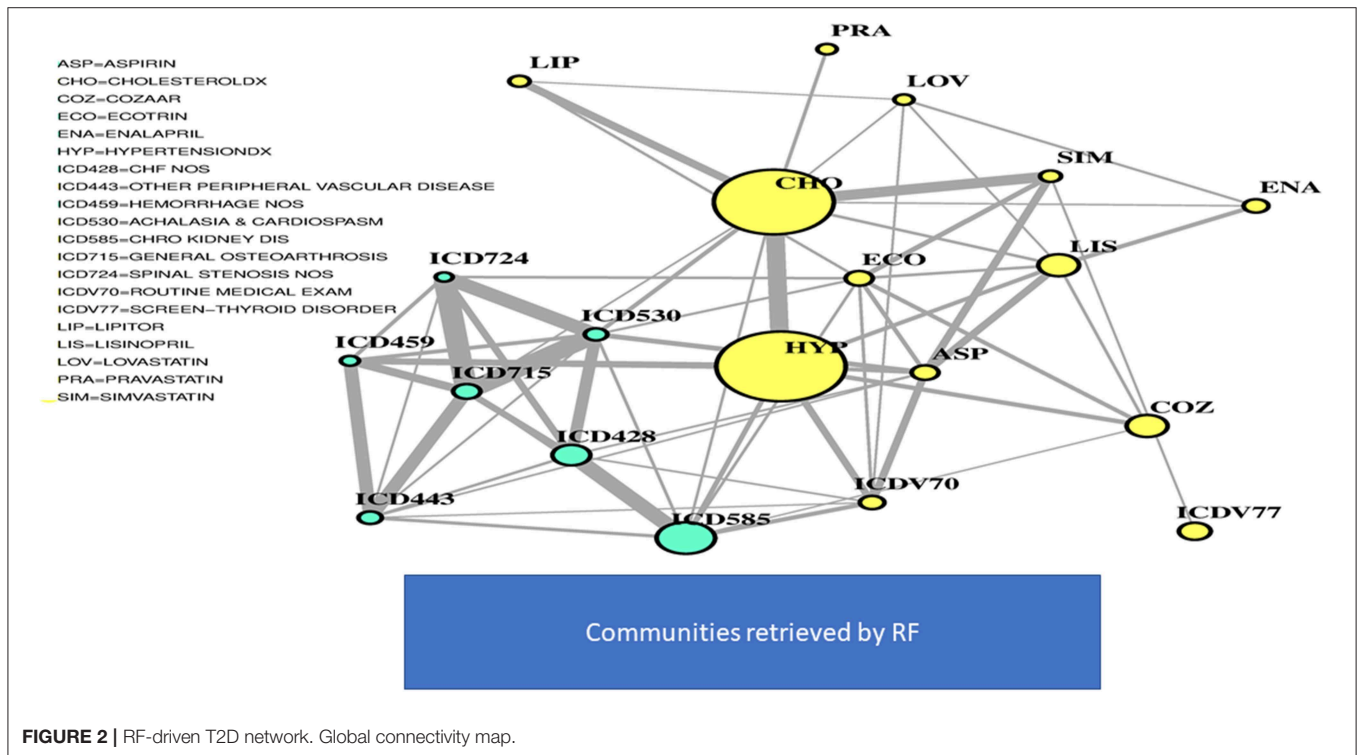 ASP=ASPIRIN
CHO=CHOLESTEROLDX
COZ=COZAAR
ECO=ECOTRIN
ENA=ENALAPRIL
HYP=HYPERTENSIONDX
ICD428=CHF NOS
ICD443=OTHER PERIPHERAL VASCULAR DISEASE
ICD459=HEMORRHAGE NOS
ICD530=ACHALASIA & CARDIOSPASM
ICD585=CHRO KIDNEY DIS
ICD715=GENERAL OSTEOARTHROSIS
ICD724=SPINAL STENOSIS NOS
ICDV70=ROUTINE MEDICAL EXAM
ICDV77=SCREEN−THYROID DISORDER
LIP=LIPITOR
LIS=LISINOPRIL
LOV=LOVASTATIN
PRA=PRAVASTATIN
SIM=SIMVASTATIN
PRA
LIP
LOV
SIM
CHO
ENA
LIS
ECO
ICD724
ICD530
ICD459
HYP
ASP
ICD715
COZ
ICD428
ICDV70
ICD443
ICDV77
ICD585
Communities retrieved by RF
FIGURE 2 | RF-driven T2D network. Global connectivity map.